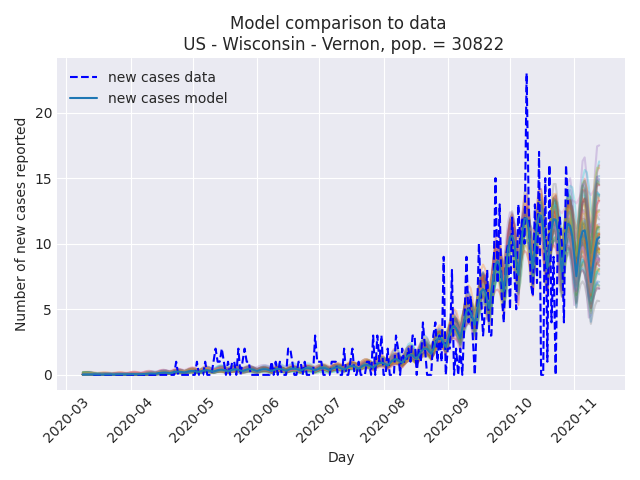 Model comparison to data
US - Wisconsin - Vernon, pop. = 30822
new cases data
new cases model
Number of new cases reported
20
15
10
5
0
2020-03
2020-04
2020-05
2020-06
2020-07
2020-08
2020-09
2020-10
2020-11
Day